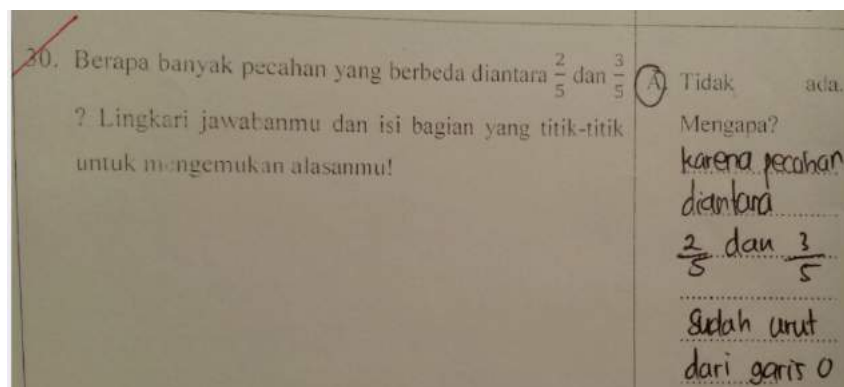 30. Berapa banyak pecahan yang berbeda diantara 2/5 dan 3/5
? Lingkari jawabanmu dan isi bagian yang titik-titik
untuk mengemukan alasanmu!
A Tidak ada.
Mengapa?
karena pecahan
diantara
2/5 dan 3/5
Sudah urut
dari garis 0